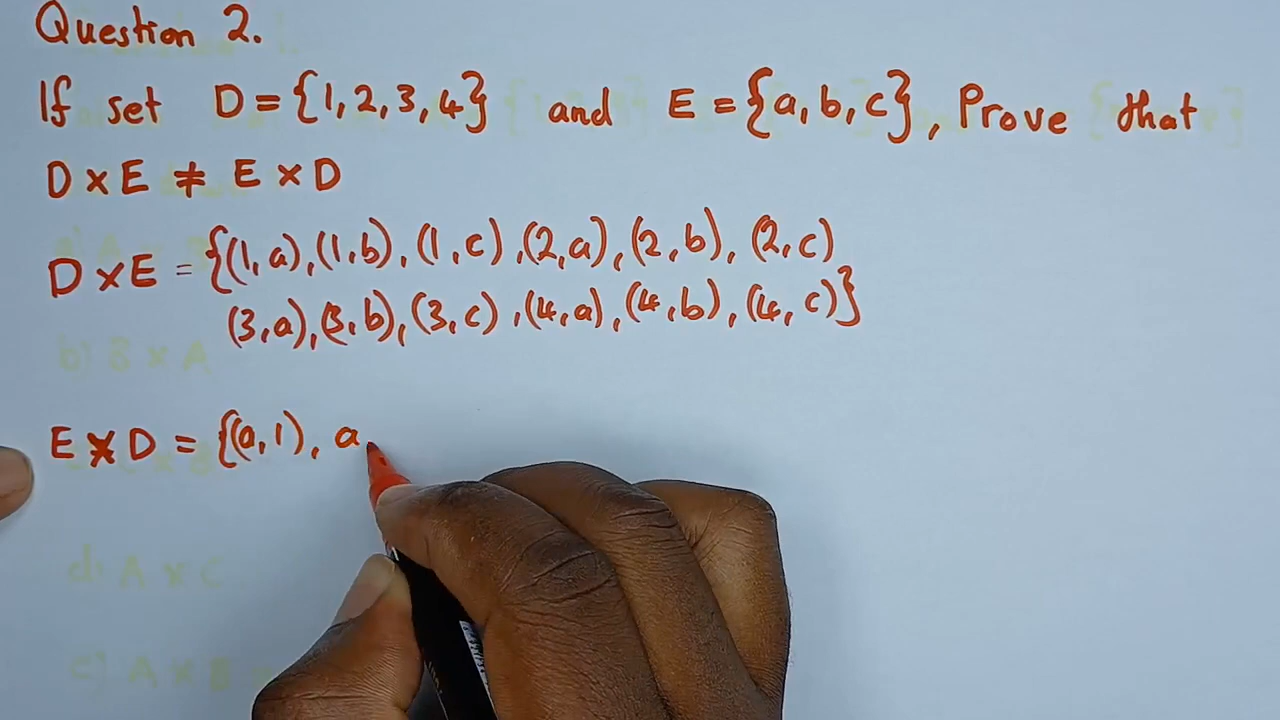 Question 2.
If set D = {1, 2, 3, 4} and E = {a, b, c}, Prove that
D × E ≠ E × D
D × E = {(1, a), (1, b), (1, c), (2, a), (2, b), (2, c)
(3, a), (3, b), (3, c), (4, a), (4, b), (4, c)}
b) B × A
E × D = {(a, 1), a,
d) A × C